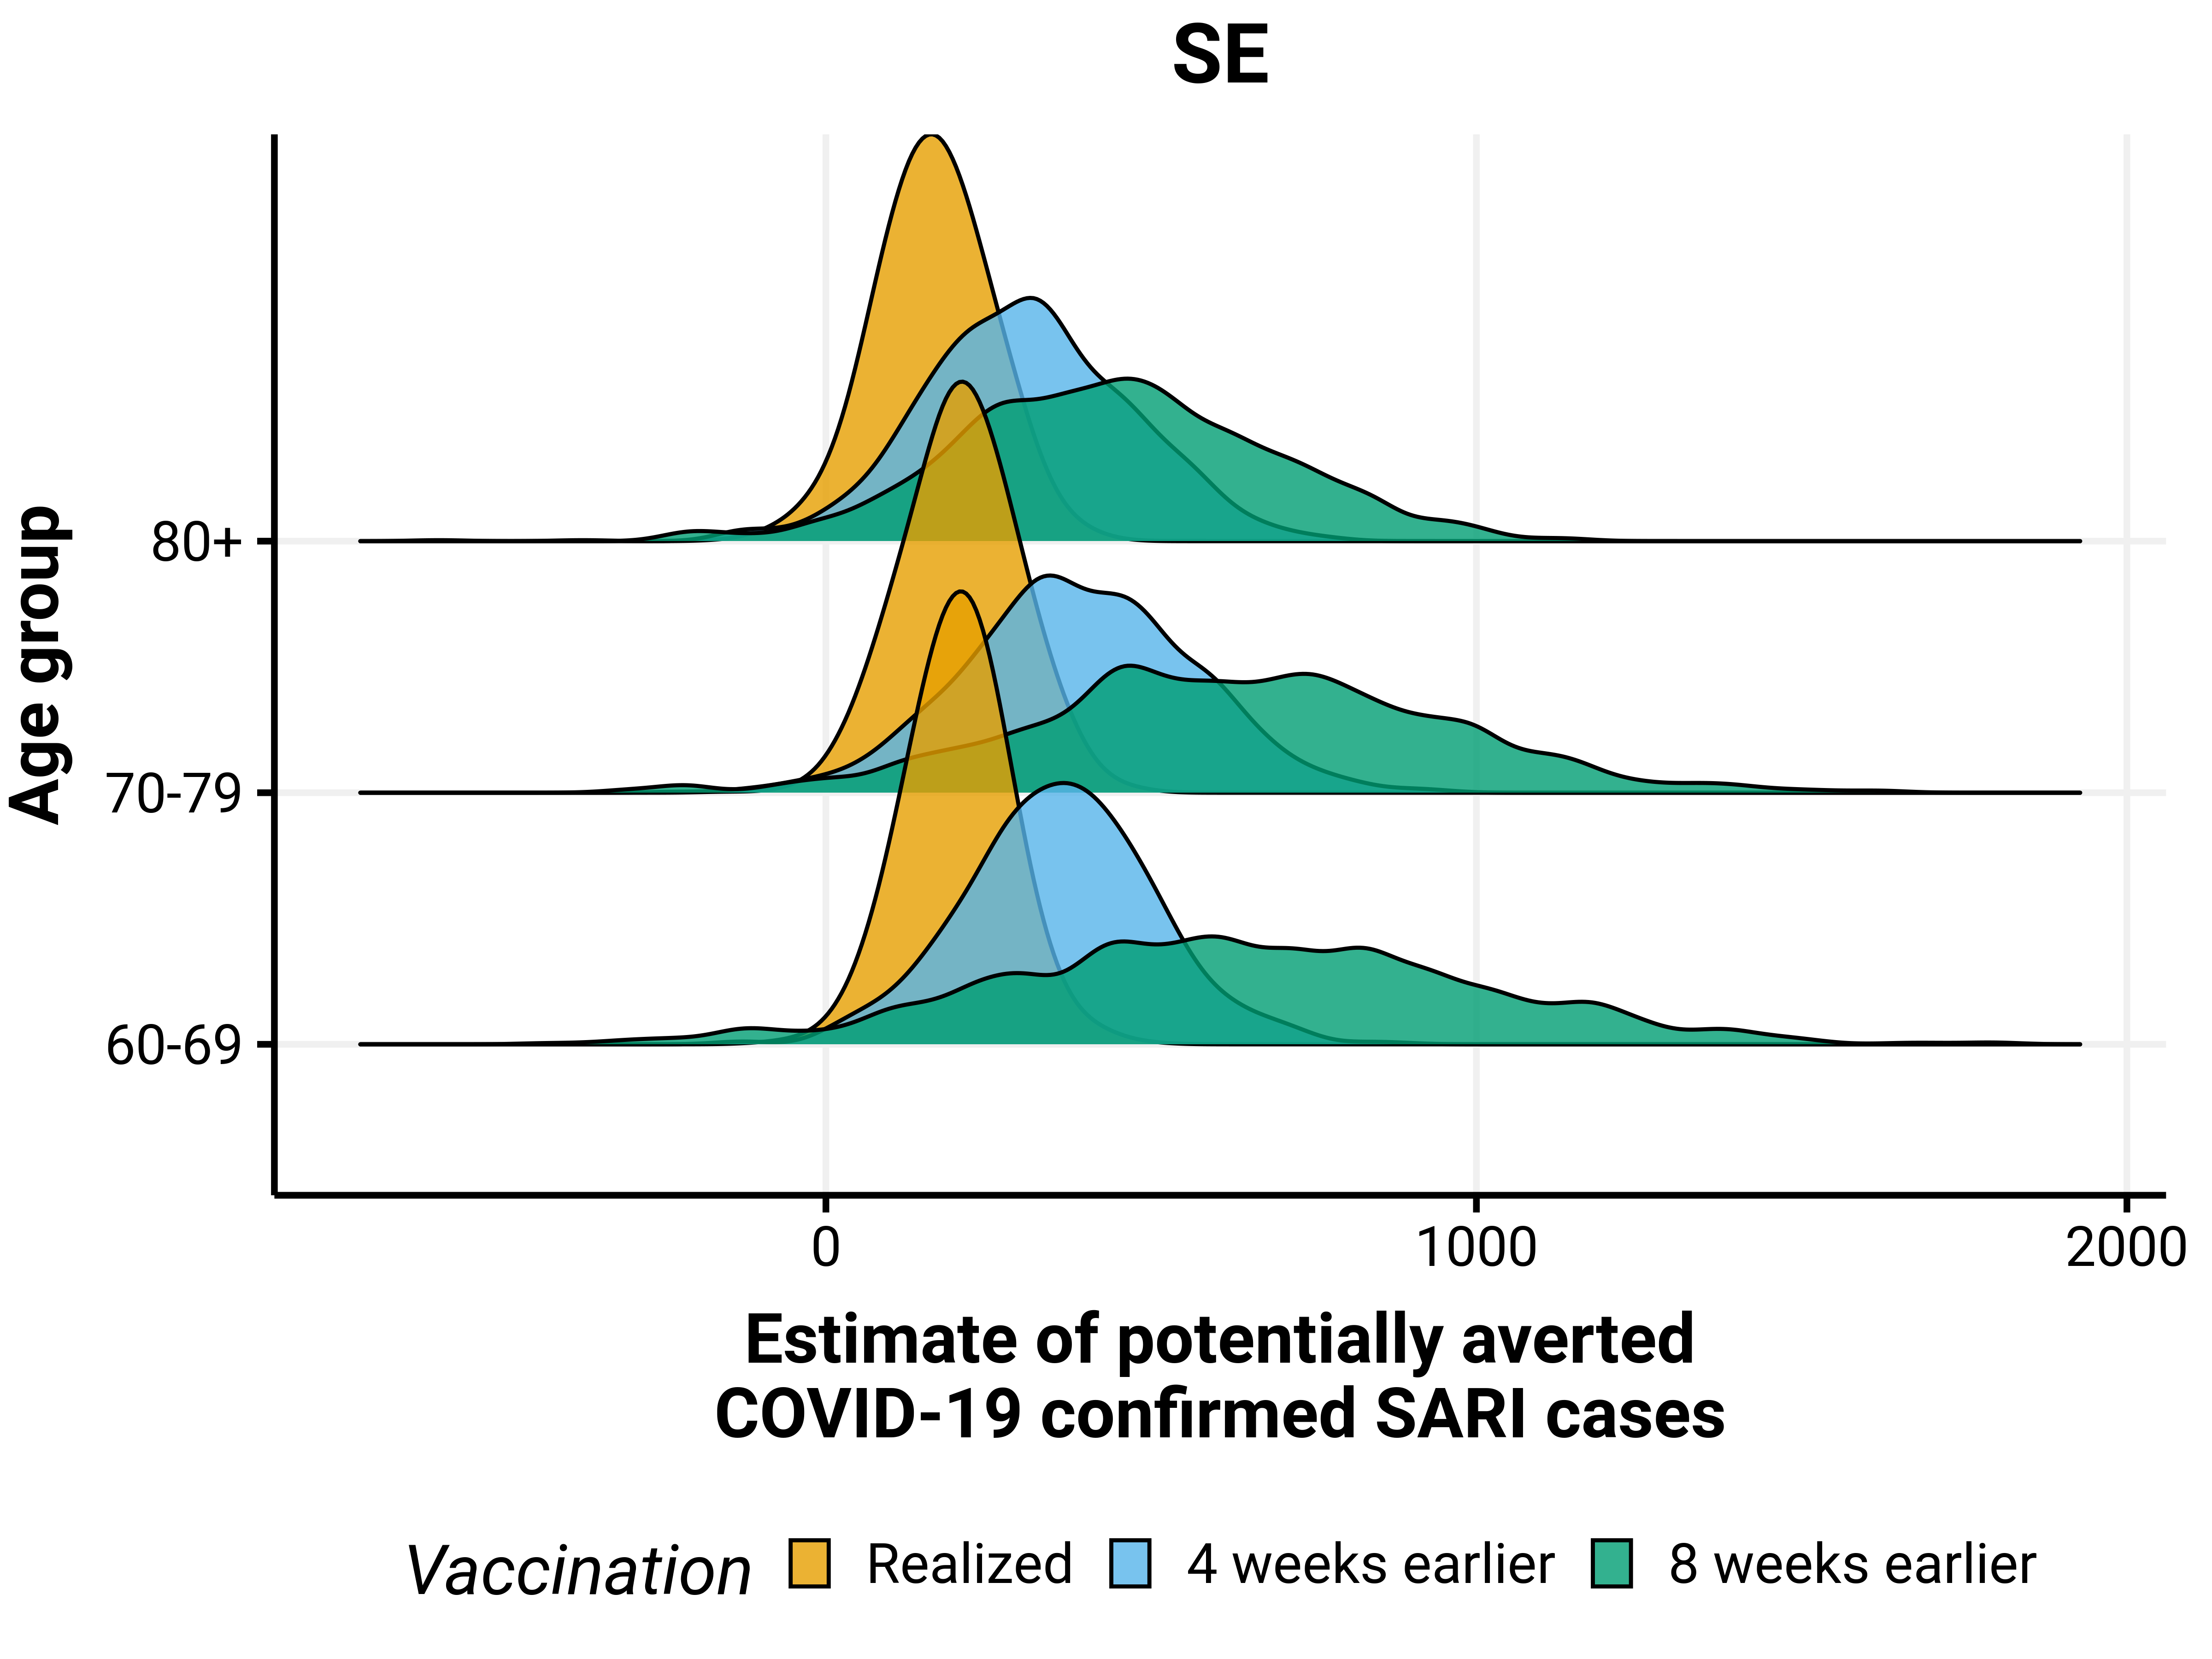 SE
Age group
80+
70-79
60-69
0 1000 2000
Estimate of potentially averted
COVID-19 confirmed SARI cases
Vaccination Realized 4 weeks earlier 8 weeks earlier